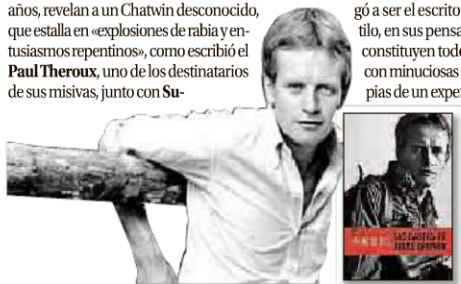 años, revelan a un Chatwin desconocido,
que estalla en «explosiones de rabia y en-
tusiasmos repentinos», como escribió el
Paul Theroux, uno de los destinatarios
de sus misivas, junto con Su-
gó a ser el escrito
tilo, en sus pensa
constituyen tod
con minuciosas
pias de un exper